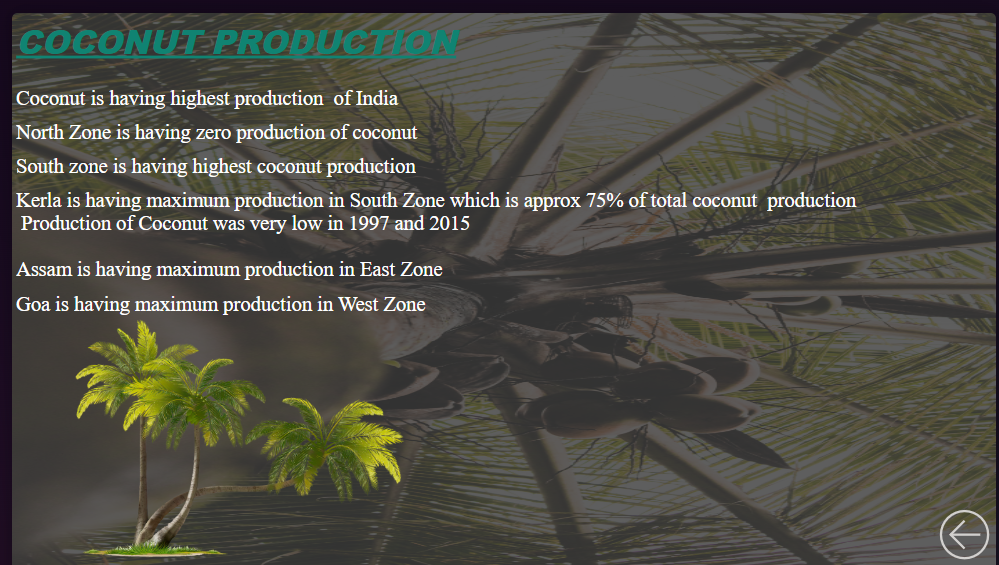 COCONUT PRODUCTION
Coconut is having highest production  of India
North Zone is having zero production of coconut
South zone is having highest coconut production
Kerla is having maximum production in South Zone which is approx 75% of total coconut  production
Production of Coconut was very low in 1997 and 2015
Assam is having maximum production in East Zone
Goa is having maximum production in West Zone